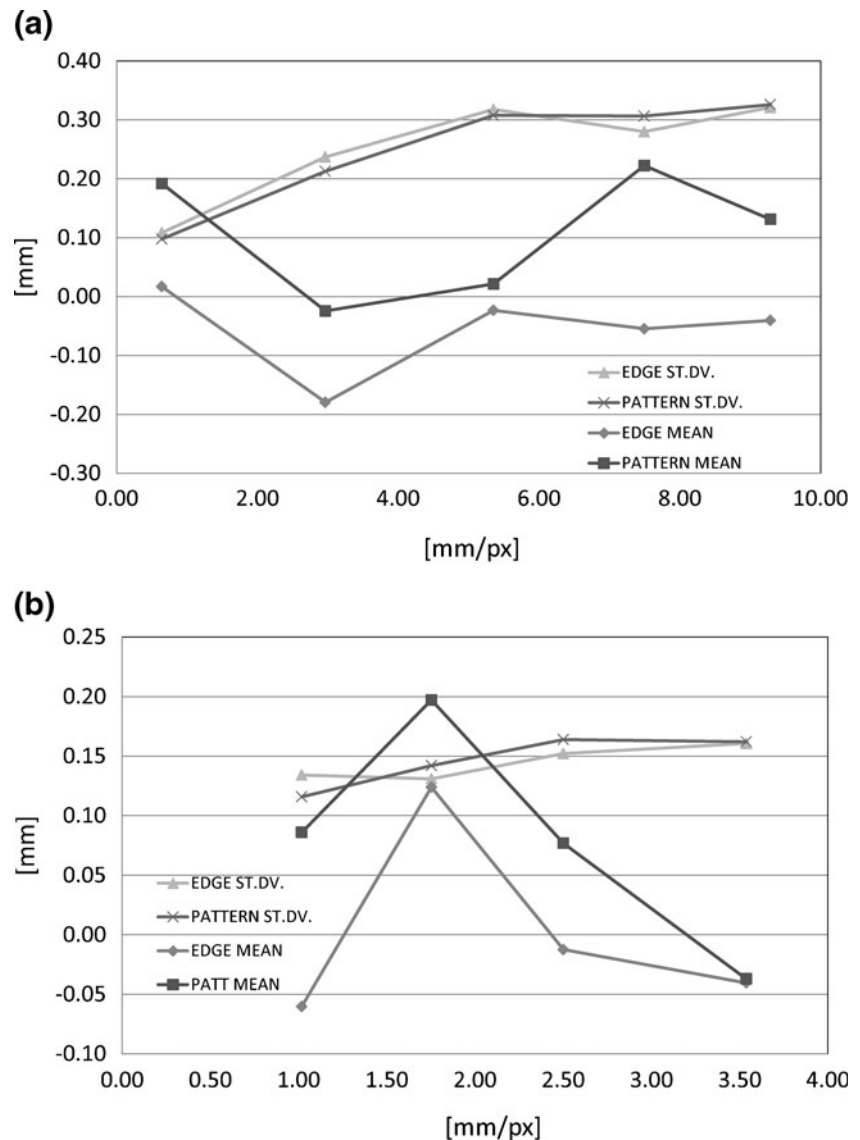 (a)
0.40
0.30
0.20
0.10
0.00
-0.10
-0.20
-0.30
[mm]
EDGE ST.DV.
PATTERN ST.DV.
EDGE MEAN
PATTERN MEAN
0.00 2.00 4.00 6.00 8.00 10.00
[mm/px]
(b)
0.25
0.20
0.15
0.10
0.05
0.00
-0.05
-0.10
[mm]
EDGE ST.DV.
PATTERN ST.DV.
EDGE MEAN
PATT MEAN
0.00 0.50 1.00 1.50 2.00 2.50 3.00 3.50 4.00
[mm/px]